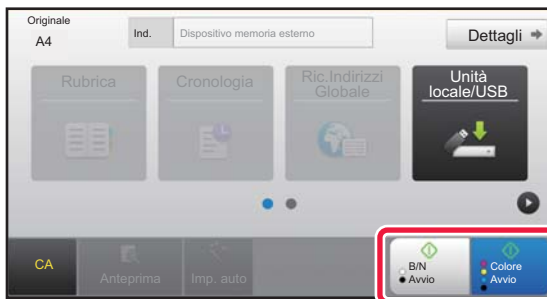 Originale
A4
Ind.
Dispositivo memoria esterno
Dettagli
Rubrica
Cronologia
Ric.Indirizzi
Globale
Unità
locale/USB
CA
Anteprima
Imp. auto
B/N
Avvio
Colore
Avvio